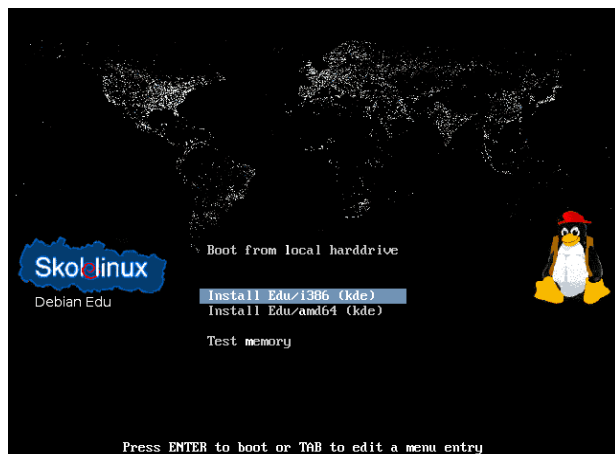 Boot from local harddrive
Skolelinux
Debian Edu
Install Edu/i386 (kde)
Install Edu/amd64 (kde)
Test memory
Press ENTER to boot or TAB to edit a menu entry